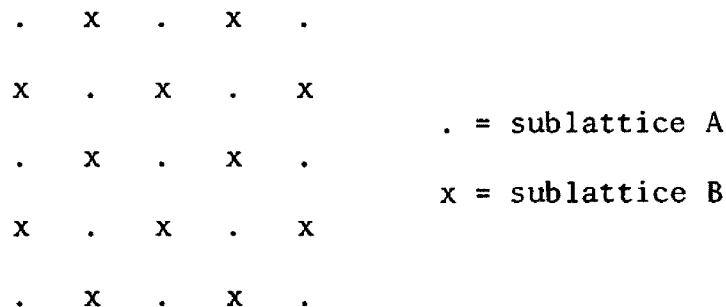 . x . x .
x . x . x
. = sublattice A
. x . x .
x = sublattice B
x . x . x
. x . x .